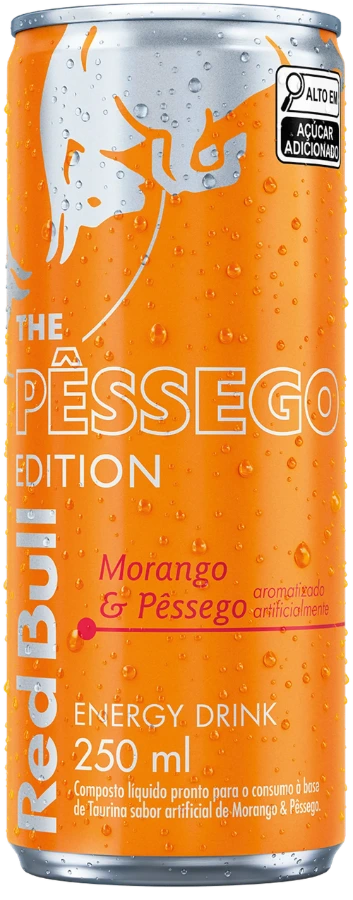 ALTO EM
AÇÚCAR
ADICIONADO
THE
PÊSSEGO
EDITION
Red Bull
Morango
& Pêssego
aromatizado
artificialmente
ENERGY DRINK
250 ml
Composto líquido pronto para o consumo à base
de Taurina sabor artificial de Morango & Pêssego.